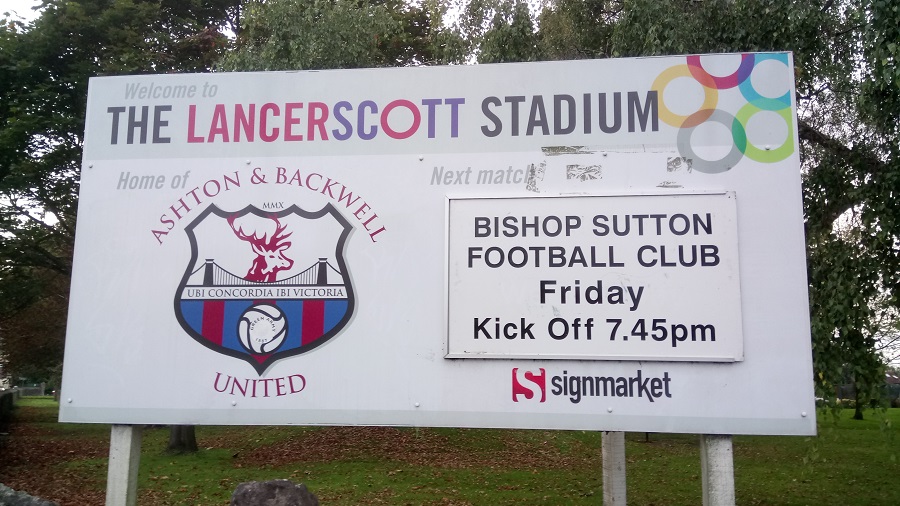 Welcome to
THE LANCERSCOTT STADIUM
Home of
ASHTON & BACKWELL
MMX
UBI CONCORDIA IBI VICTORIA
UNITED
Next match
BISHOP SUTTON
FOOTBALL CLUB
Friday
Kick Off 7.45pm
S signmarket